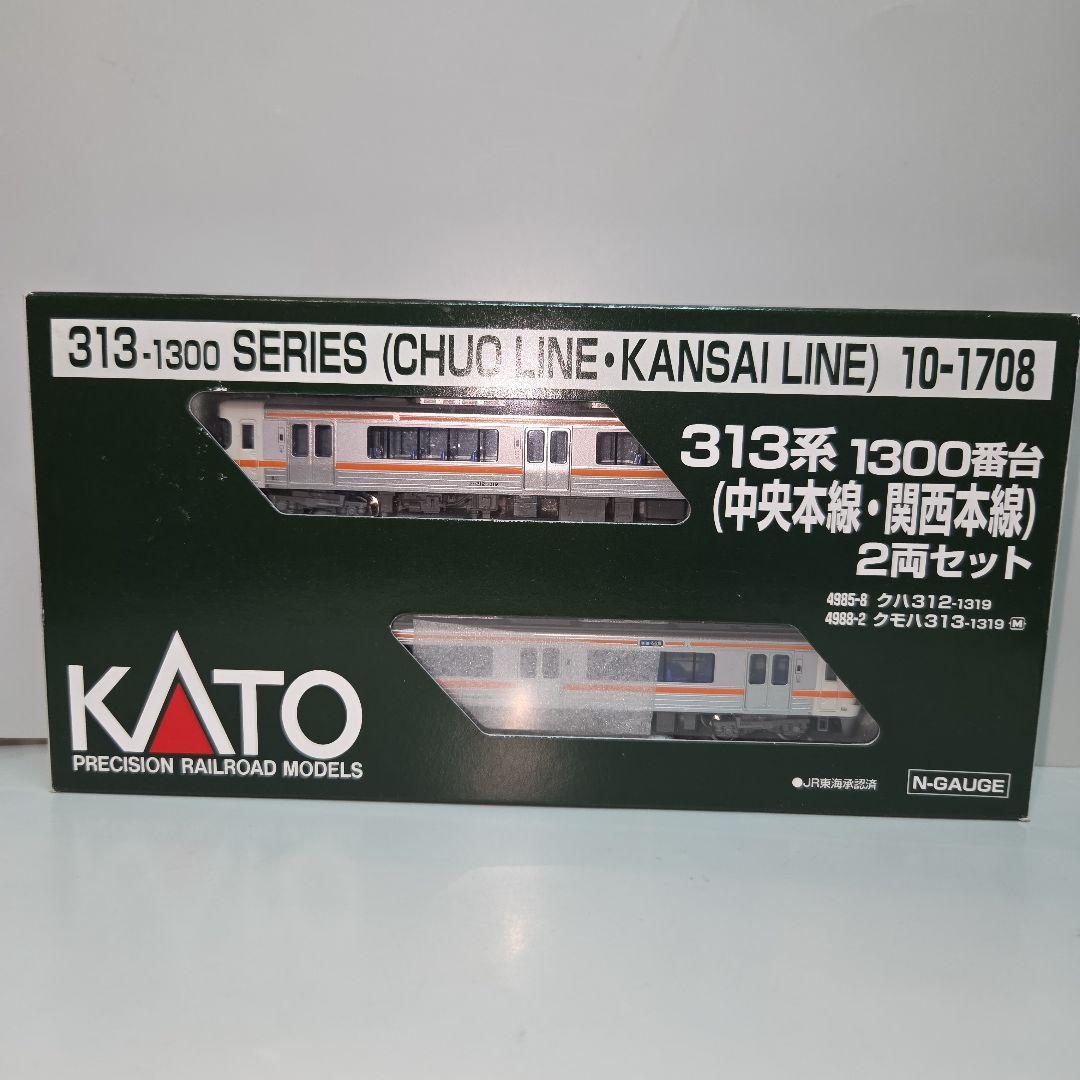 313-1300 SERIES (CHUO LINE・KANSAI LINE) 10-1708
313系 1300番台
(中央本線・関西本線)
2両セット
4985-8 クハ312-1319
4988-2 クモハ313-1319 M
KATO
PRECISION RAILROAD MODELS
●JR東海承認済
N-GAUGE